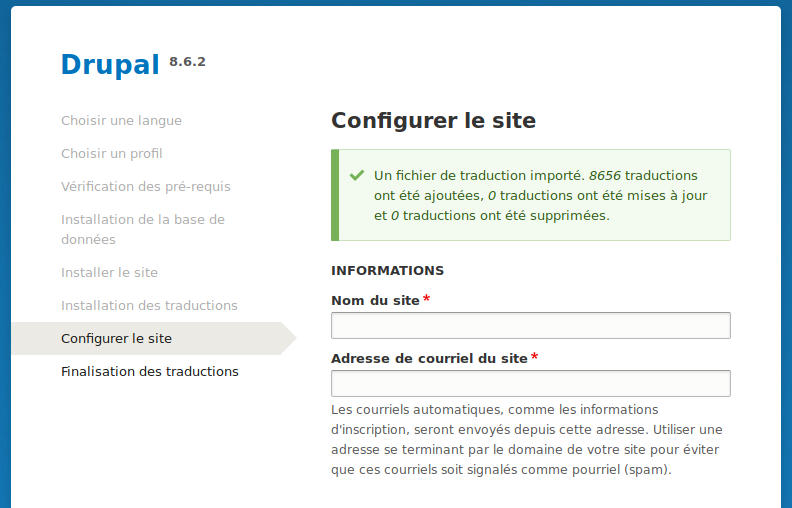 Drupal 8.6.2
Choisir une langue
Choisir un profil
Vérification des pré-requis
Installation de la base de
données
Installer le site
Installation des traductions
Configurer le site
Finalisation des traductions
Configurer le site
Un fichier de traduction importé. 8656 traductions
ont été ajoutées, 0 traductions ont été mises à jour
et 0 traductions ont été supprimées.
INFORMATIONS
Nom du site*
Adresse de courriel du site*
Les courriels automatiques, comme les informations
d'inscription, seront envoyés depuis cette adresse. Utiliser une
adresse se terminant par le domaine de votre site pour éviter
que ces courriels soit signalés comme pourriel (spam).